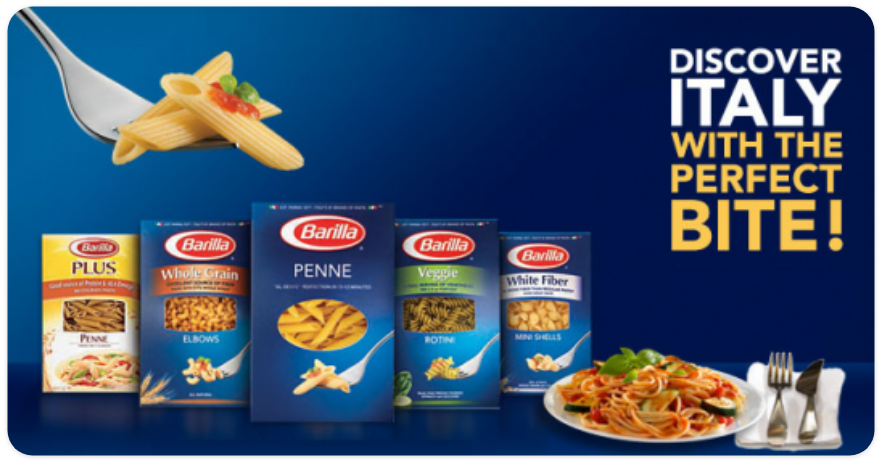 DISCOVER
ITALY
WITH THE
PERFECT
BITE!
Barilla
PLUS
PENNE
Barilla
Whole Grain
ELBOWS
Barilla
PENNE
Barilla
Veggie
ROTINI
Barilla
White Fiber
MINI SHELLS